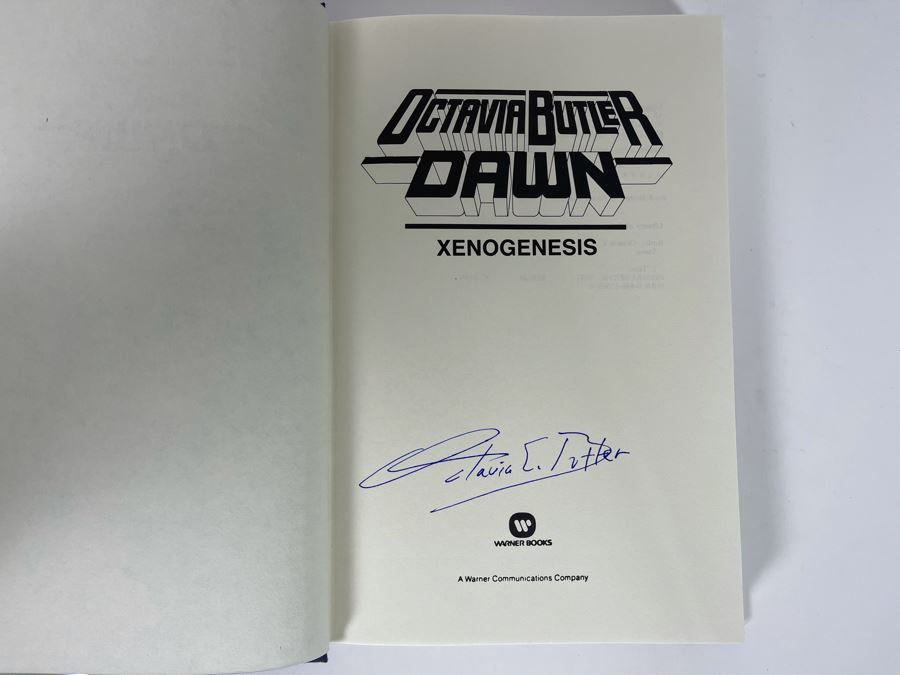 OCTAVIA BUTLER
DAWN
XENOGENESIS
Octavia E. Butler
WARNER BOOKS
A Warner Communications Company